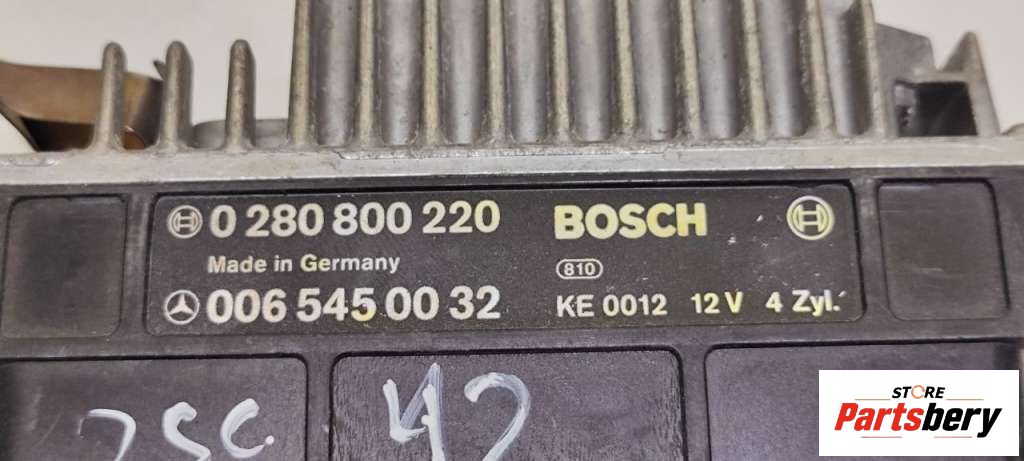 0 280 800 220 BOSCH
Made in Germany 810
006 545 00 32 KE 0012 12 V 4 Zyl.
42
STORE
Partsbery